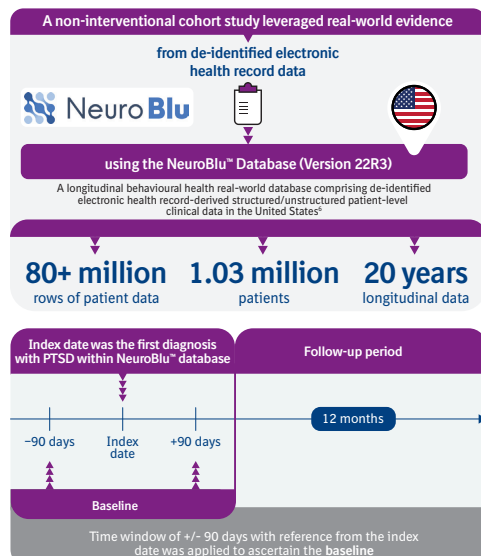 A non-interventional cohort study leveraged real-world evidence
from de-identified electronic
health record data
NeuroBlu
using the NeuroBlu™ Database (Version 22R3)
A longitudinal behavioural health real-world database comprising de-identified
electronic health record-derived structured/unstructured patient-level
clinical data in the United States⁶
80+ million
rows of patient data
1.03 million
patients
20 years
longitudinal data
Index date was the first diagnosis
with PTSD within NeuroBlu™ database
Follow-up period
12 months
−90 days
Index
date
+90 days
Baseline
Time window of +/- 90 days with reference from the index
date was applied to ascertain the baseline